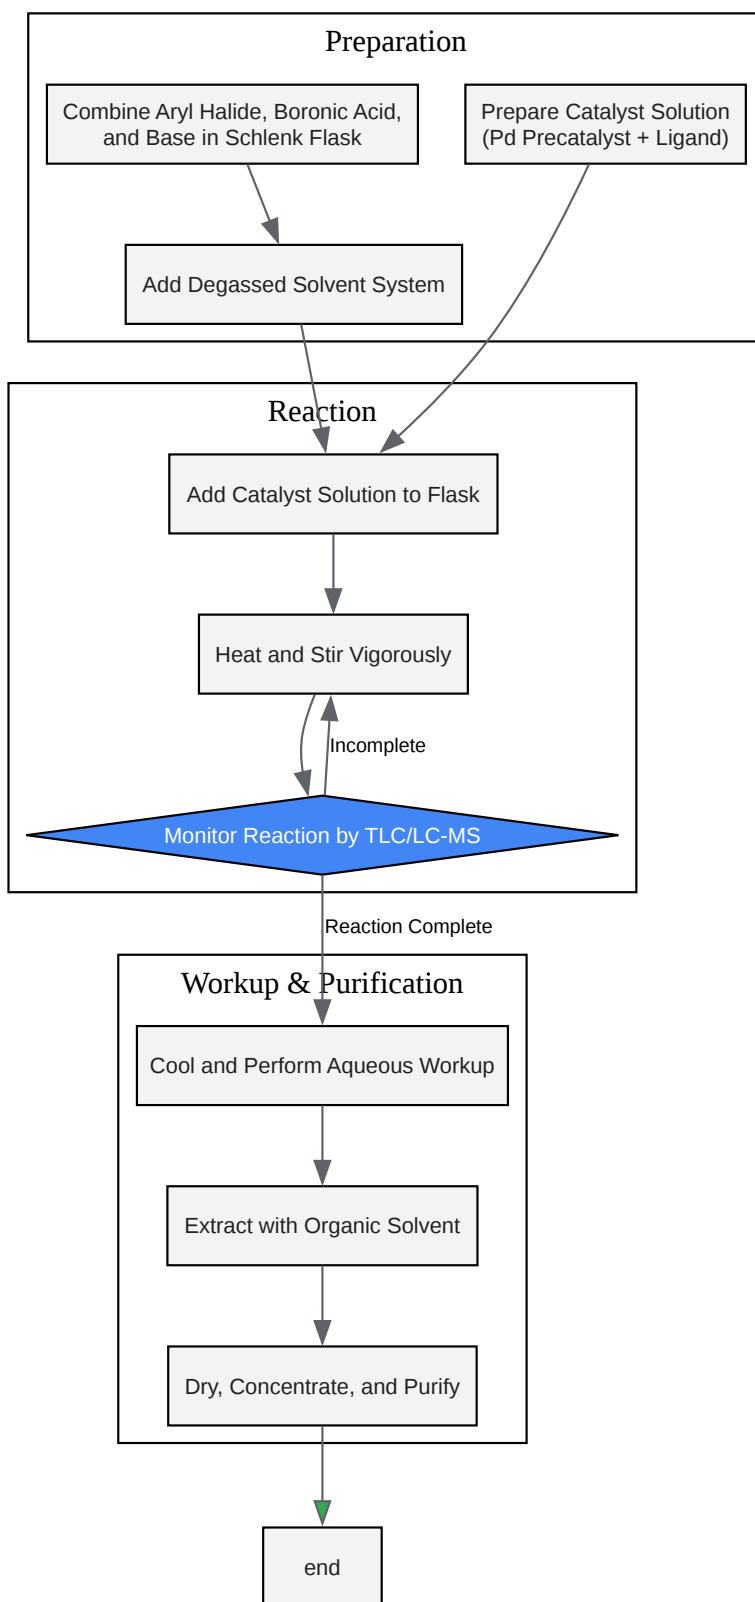 Preparation
Combine Aryl Halide, Boronic Acid,
and Base in Schlenk Flask
Prepare Catalyst Solution
(Pd Precatalyst + Ligand)
Add Degassed Solvent System
Reaction
Add Catalyst Solution to Flask
Heat and Stir Vigorously
Incomplete
Monitor Reaction by TLC/LC-MS
Reaction Complete
Workup & Purification
Cool and Perform Aqueous Workup
Extract with Organic Solvent
Dry, Concentrate, and Purify
end